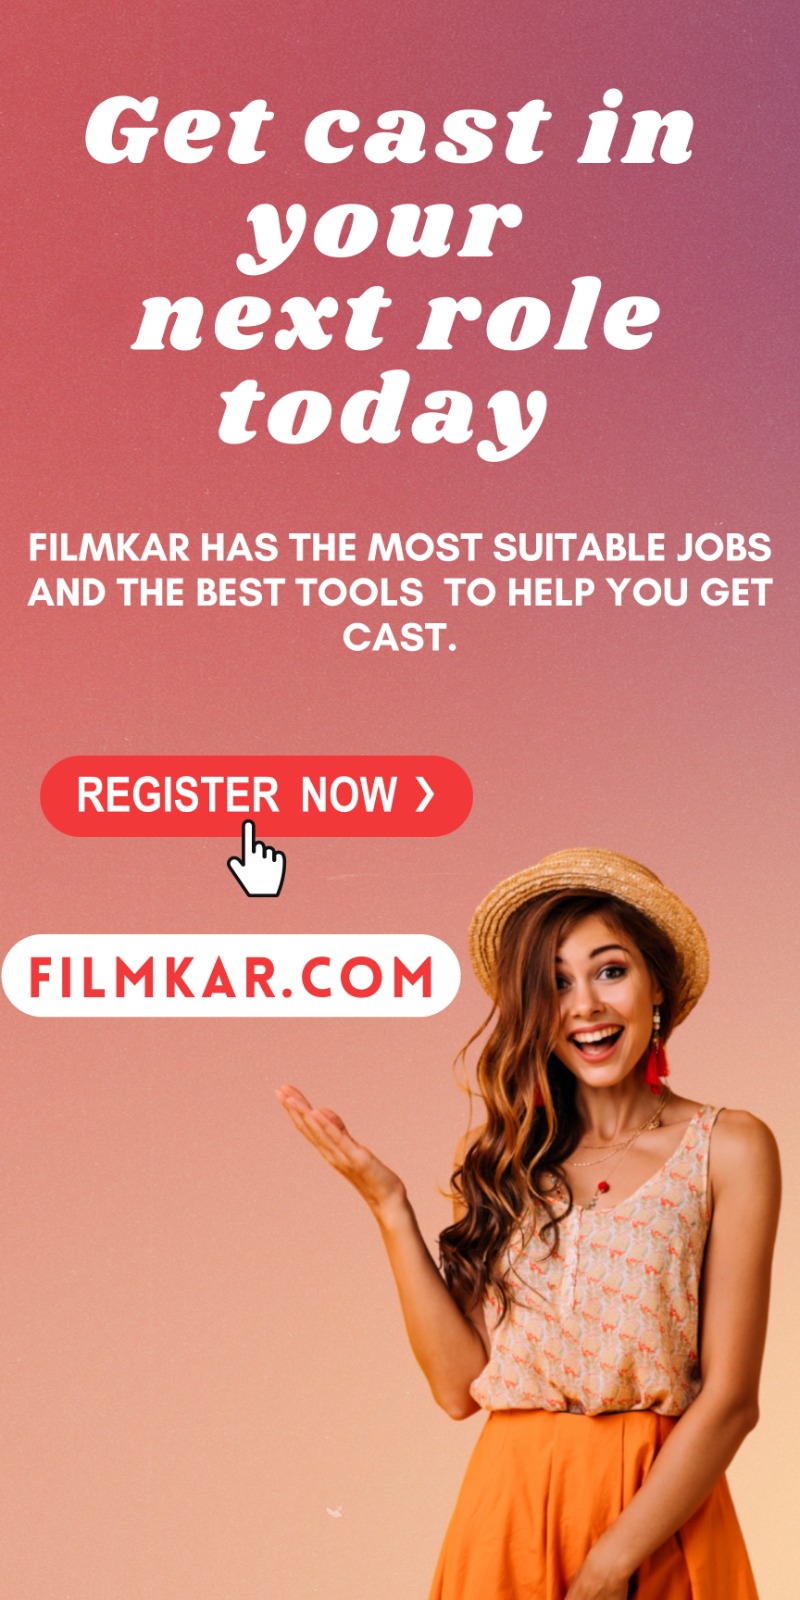 Get cast in
your
next role
today
FILMKAR HAS THE MOST SUITABLE JOBS
AND THE BEST TOOLS  TO HELP YOU GET
CAST.
REGISTER  NOW ❯
FILMKAR.COM